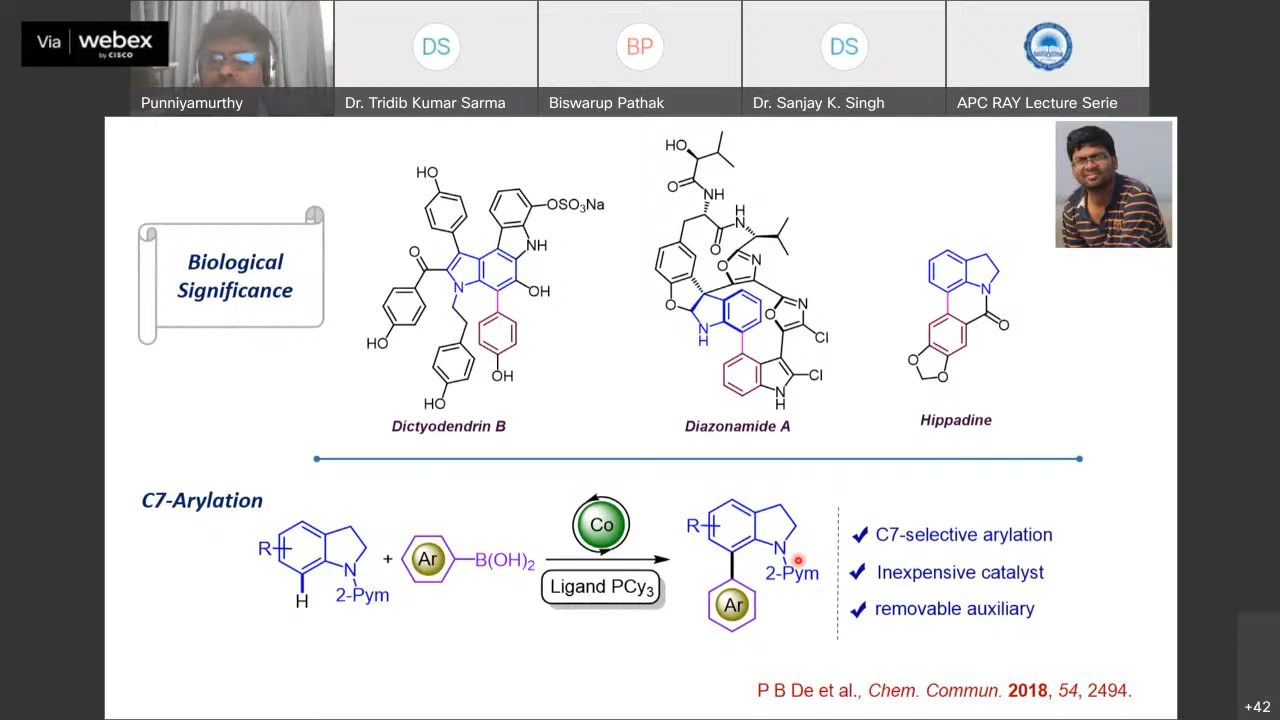 Via webex
by CISCO
DS
BP
DS
Punniyamurthy
Dr. Tridib Kumar Sarma
Biswarup Pathak
Dr. Sanjay K. Singh
APC RAY Lecture Serie
Biological
Significance
HO
OSO3Na
NH
O
N
OH
HO
OH
HO
Dictyodendrin B
HO
O
NH
H
N
O
O
N
O
N
H
N
O
Cl
Cl
N
H
Diazonamide A
N
O
O
O
Hippadine
C7-Arylation
R
N
H
2-Pym
+
Ar
B(OH)2
Co
Ligand PCy3
R
N
2-Pym
Ar
C7-selective arylation
Inexpensive catalyst
removable auxiliary
P B De et al., Chem. Commun. 2018, 54, 2494.
+42